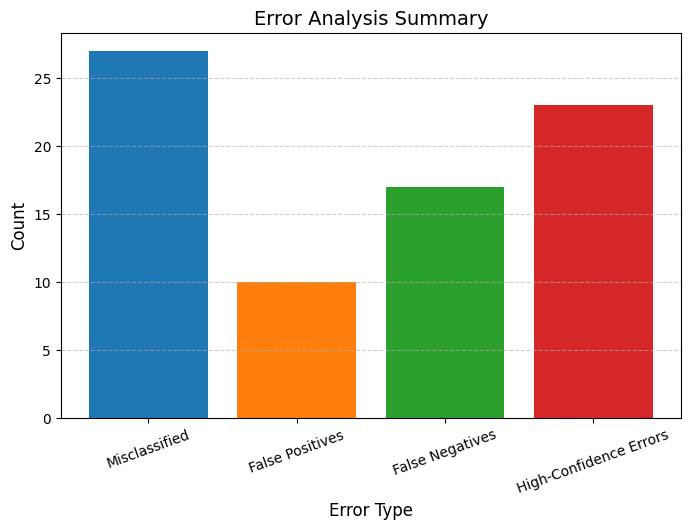 Error Analysis Summary
Count
25
20
15
10
5
0
Misclassified
False Positives
False Negatives
High-Confidence Errors
Error Type